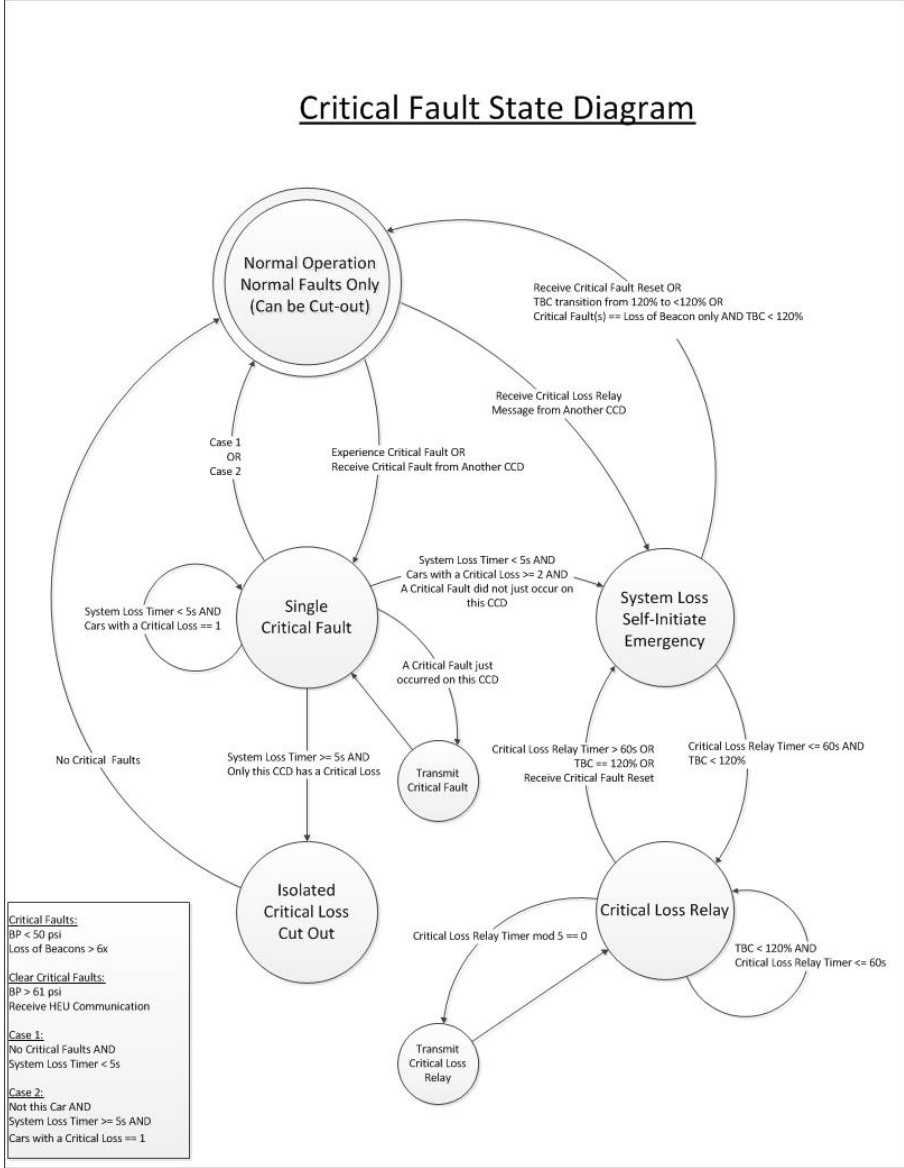 Critical Fault State Diagram
Normal Operation
Normal Faults Only
(Can be Cut-out)
Receive Critical Fault Reset OR
TBC transition from 120% to <120% OR
Critical Fault(s) == Loss of Beacon only AND TBC < 120%
Receive Critical Loss Relay
Message from Another CCD
Case 1
OR
Case 2
Experience Critical Fault OR
Receive Critical Fault from Another CCD
System Loss Timer < 5s AND
Cars with a Critical Loss >= 2 AND
A Critical Fault did not just occur on
this CCD
System Loss Timer < 5s AND
Cars with a Critical Loss == 1
Single
Critical Fault
System Loss
Self-Initiate
Emergency
A Critical Fault just
occurred on this CCD
No Critical Faults
System Loss Timer >= 5s AND
Only this CCD has a Critical Loss
Transmit
Critical Fault
Critical Loss Relay Timer > 60s OR
TBC == 120% OR
Receive Critical Fault Reset
Critical Loss Relay Timer <= 60s AND
TBC < 120%
Isolated
Critical Loss
Cut Out
Critical Loss Relay
Critical Loss Relay Timer mod 5 == 0
TBC < 120% AND
Critical Loss Relay Timer <= 60s
Transmit
Critical Loss
Relay
Critical Faults:
BP < 50 psi
Loss of Beacons > 6x
Clear Critical Faults:
BP > 61 psi
Receive HEU Communication
Case 1:
No Critical Faults AND
System Loss Timer < 5s
Case 2:
Not this Car AND
System Loss Timer >= 5s AND
Cars with a Critical Loss == 1